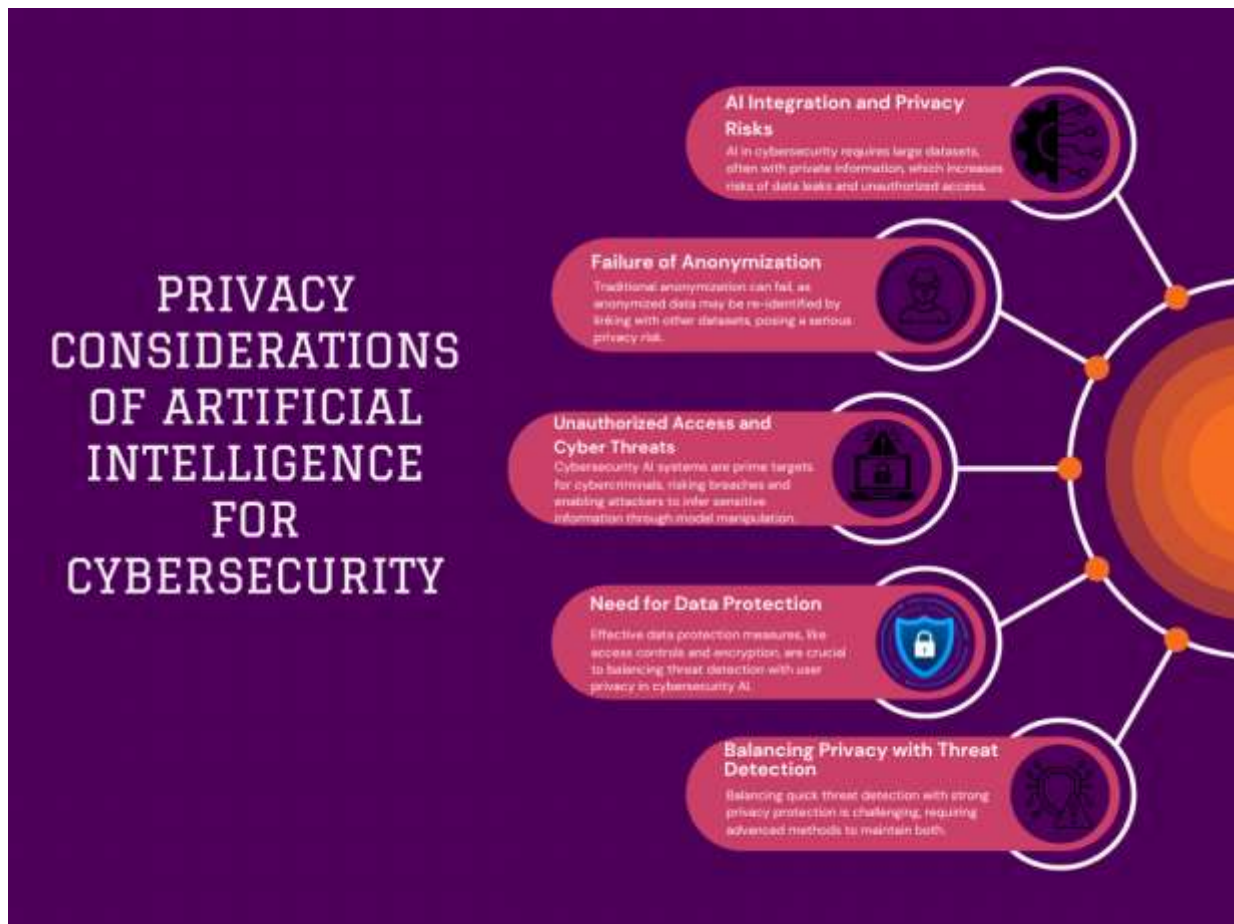 PRIVACY
CONSIDERATIONS
OF ARTIFICIAL
INTELLIGENCE
FOR
CYBERSECURITY
AI Integration and Privacy
Risks
AI in cybersecurity requires large datasets,
often with private information, which increases
risks of data leaks and unauthorized access.
Failure of Anonymization
Traditional anonymization can fail, as
anonymized data may be re-identified by
linking with other datasets, posing a serious
privacy risk.
Unauthorized Access and
Cyber Threats
Cybersecurity AI systems are prime targets
for cybercriminals, risking breaches and
enabling attackers to infer sensitive
information through model manipulation.
Need for Data Protection
Effective data protection measures, like
access controls and encryption, are crucial
to balancing threat detection with user
privacy in cybersecurity AI.
Balancing Privacy with Threat
Detection
Balancing quick threat detection with strong
privacy protection is challenging, requiring
advanced methods to maintain both.